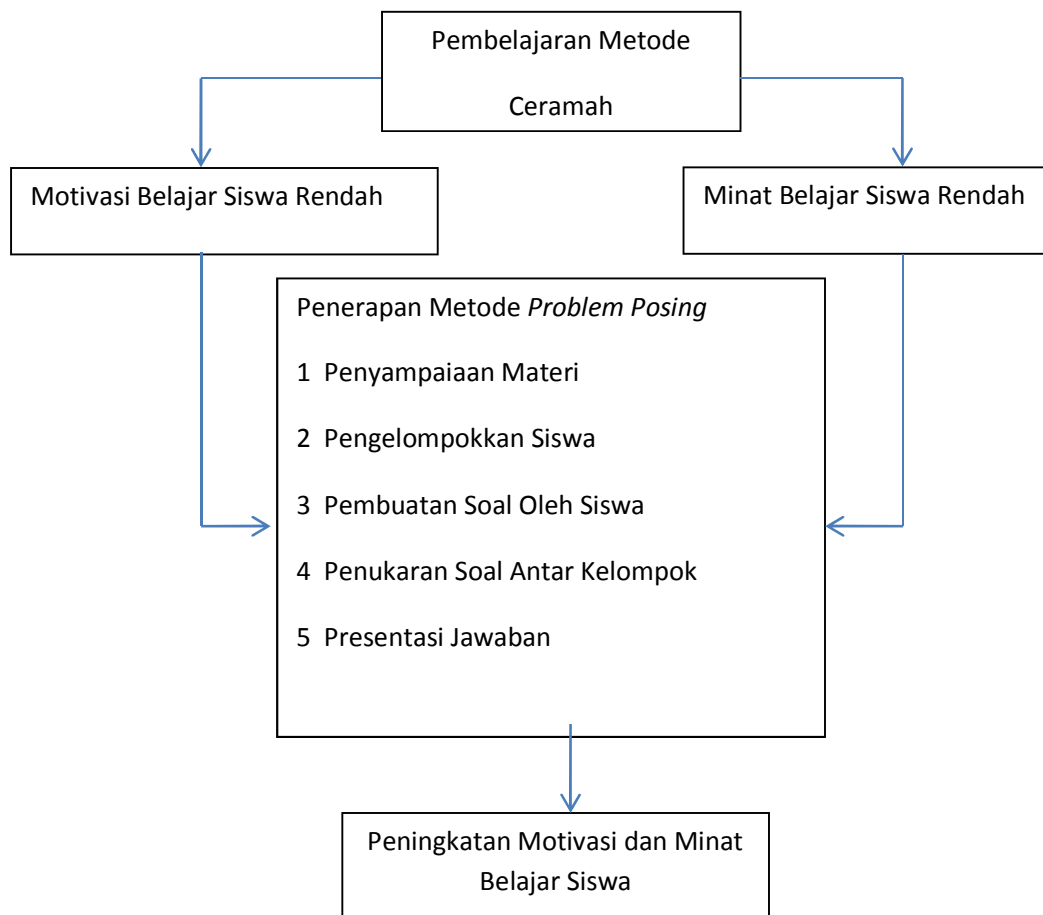 Pembelajaran Metode
Ceramah
Motivasi Belajar Siswa Rendah
Minat Belajar Siswa Rendah
Penerapan Metode Problem Posing
1 Penyampaiaan Materi
2 Pengelompokkan Siswa
3 Pembuatan Soal Oleh Siswa
4 Penukaran Soal Antar Kelompok
5 Presentasi Jawaban
Peningkatan Motivasi dan Minat
Belajar Siswa